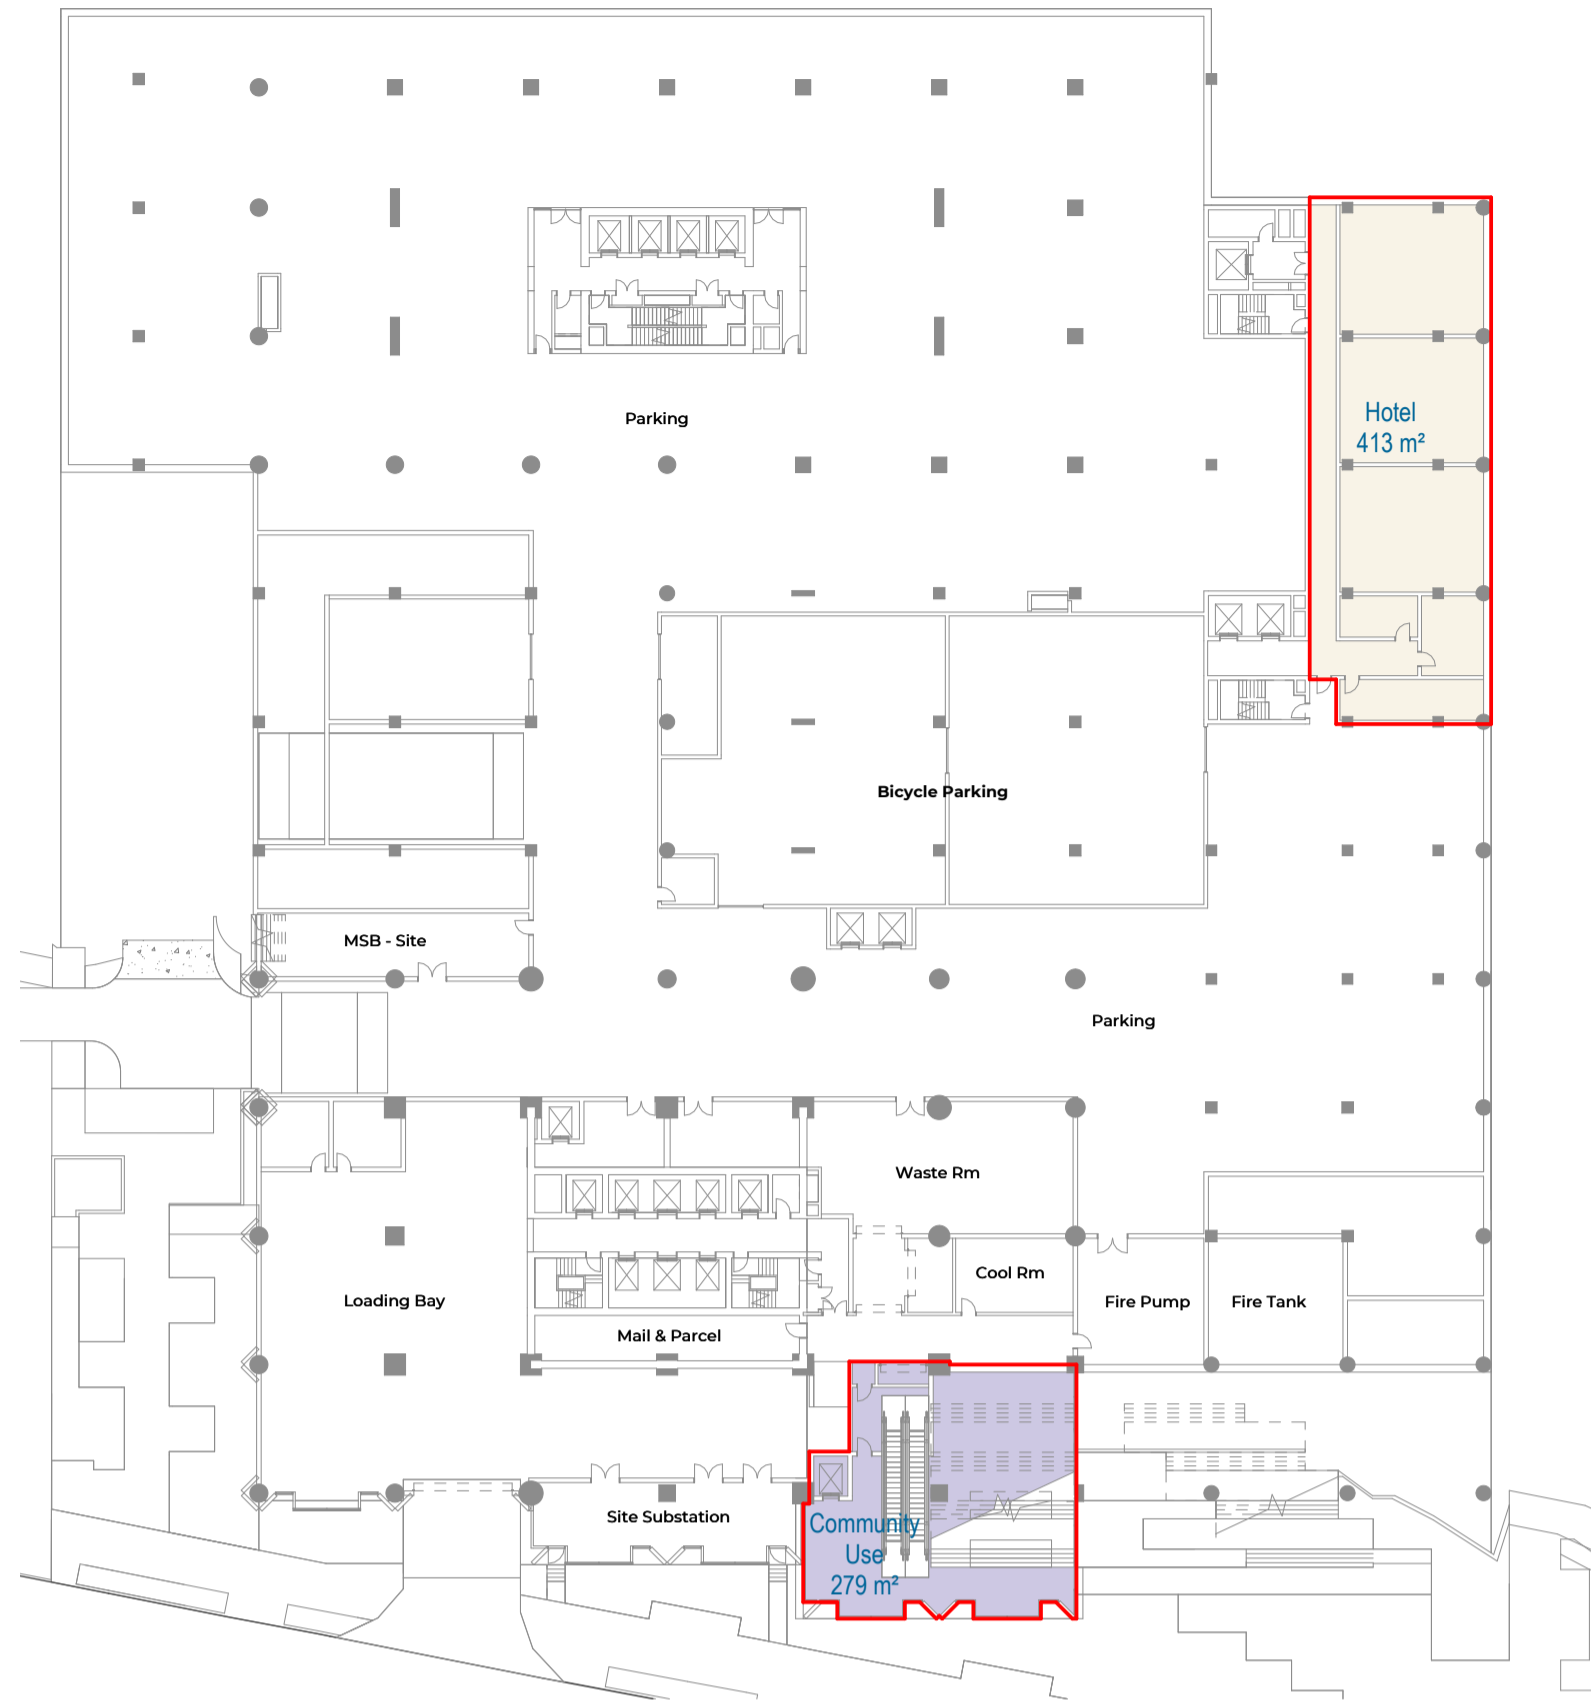 Hotel
413 m²
Parking
Bicycle Parking
MSB - Site
Parking
Waste Rm
Cool Rm
Loading Bay
Fire Pump
Fire Tank
Mail & Parcel
Site Substation
Community
Use
279 m²